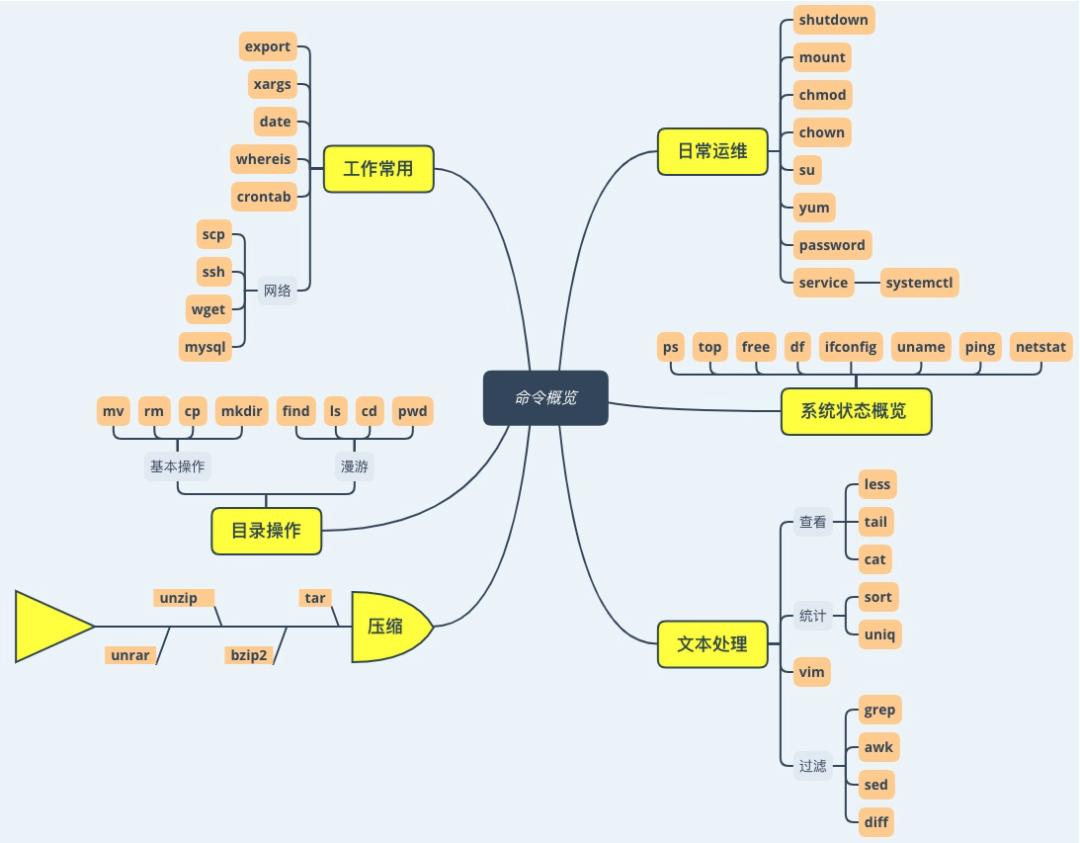 命令概览
工作常用
export
xargs
date
whereis
crontab
网络
scp
ssh
wget
mysql
日常运维
shutdown
mount
chmod
chown
su
yum
password
service
systemctl
系统状态概览
ps
top
free
df
ifconfig
uname
ping
netstat
目录操作
基本操作
mv
rm
cp
mkdir
漫游
find
ls
cd
pwd
压缩
unzip
tar
unrar
bzip2
文本处理
查看
less
tail
cat
统计
sort
uniq
vim
过滤
grep
awk
sed
diff